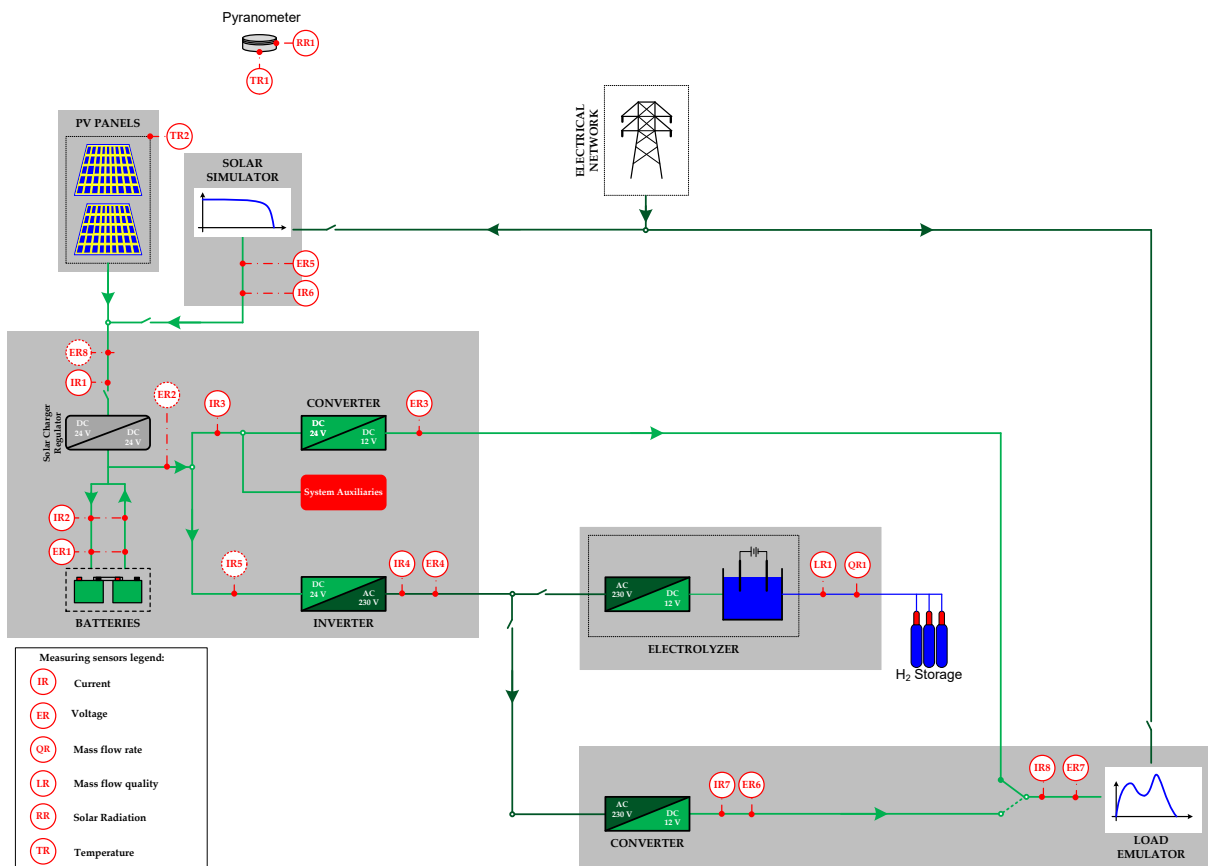 Pyranometer
RR1
TR1
PV PANELS
TR2
SOLAR
SIMULATOR
ELECTRICAL
NETWORK
ER5
IR6
ER8
IR1
ER2
IR3
CONVERTER
ER3
Solar Charger
Regulator
DC
24 V
DC
24 V
DC
24 V
DC
12 V
System Auxiliaries
IR2
ER1
IR5
IR4
ER4
DC
24 V
AC
230 V
BATTERIES
INVERTER
AC
230 V
DC
12 V
LR1
QR1
ELECTROLYZER
H2 Storage
Measuring sensors legend:
IR
Current
ER
Voltage
QR
Mass flow rate
LR
Mass flow quality
RR
Solar Radiation
TR
Temperature
AC
230 V
DC
12 V
CONVERTER
IR7
ER6
IR8
ER7
LOAD
EMULATOR